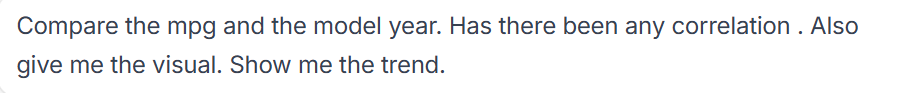 Compare the mpg and the model year. Has there been any correlation . Also
give me the visual. Show me the trend.